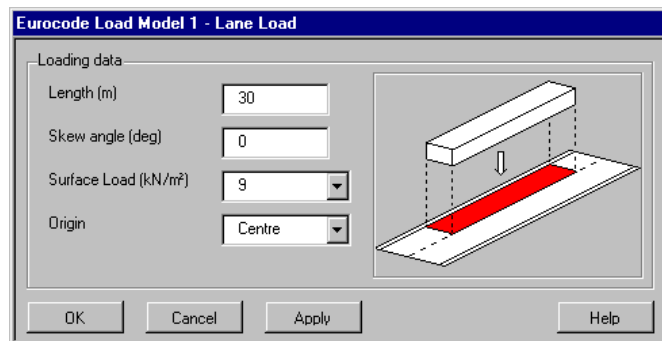 Eurocode Load Model 1 - Lane Load
Loading data
Length (m) 30
Skew angle (deg) 0
Surface Load (kN/m²) 9
Origin Centre
OK Cancel Apply Help